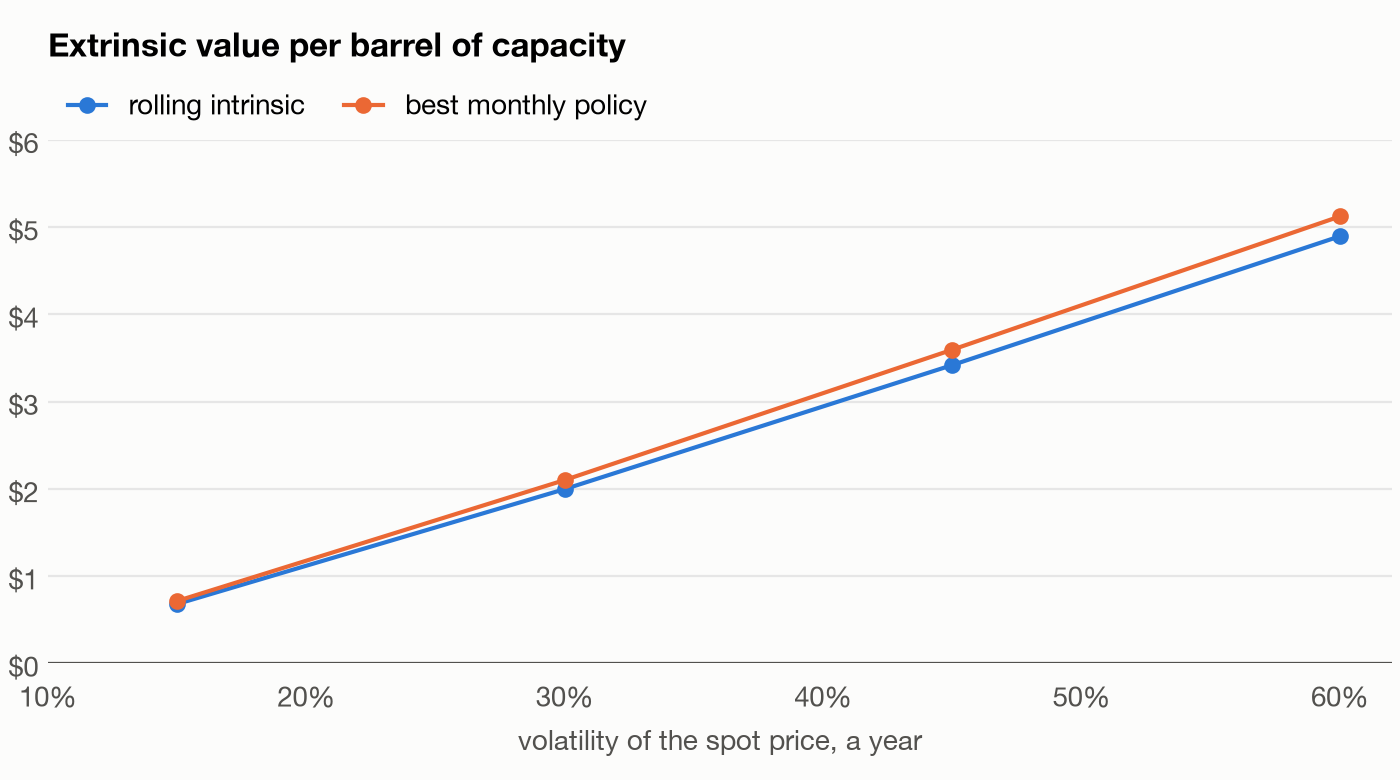 Extrinsic value per barrel of capacity
rolling intrinsic best monthly policy
$6
$5
$4
$3
$2
$1
$0
10% 20% 30% 40% 50% 60%
volatility of the spot price, a year